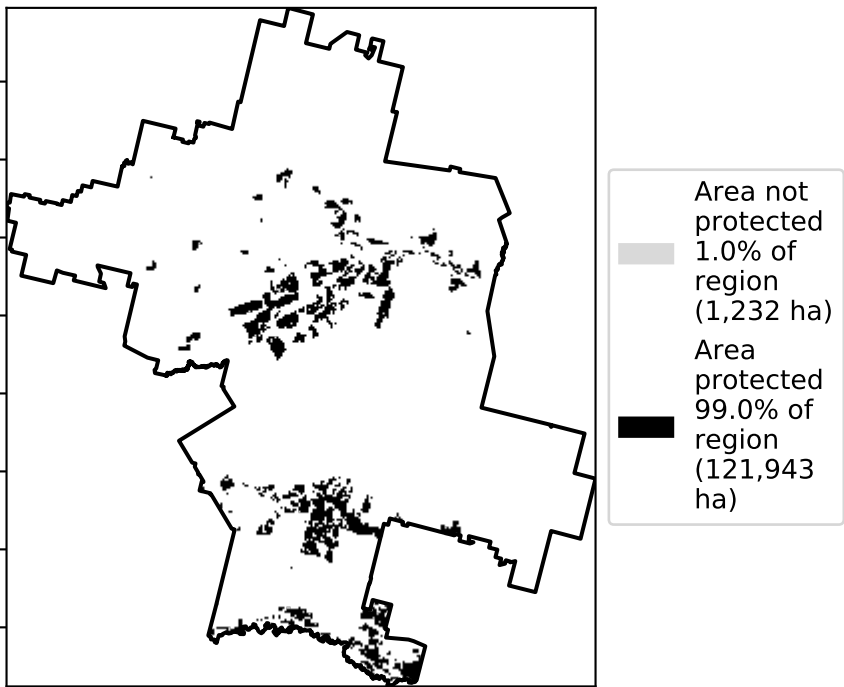 Area not
protected
1.0% of
region
(1,232 ha)
Area
protected
99.0% of
region
(121,943
ha)